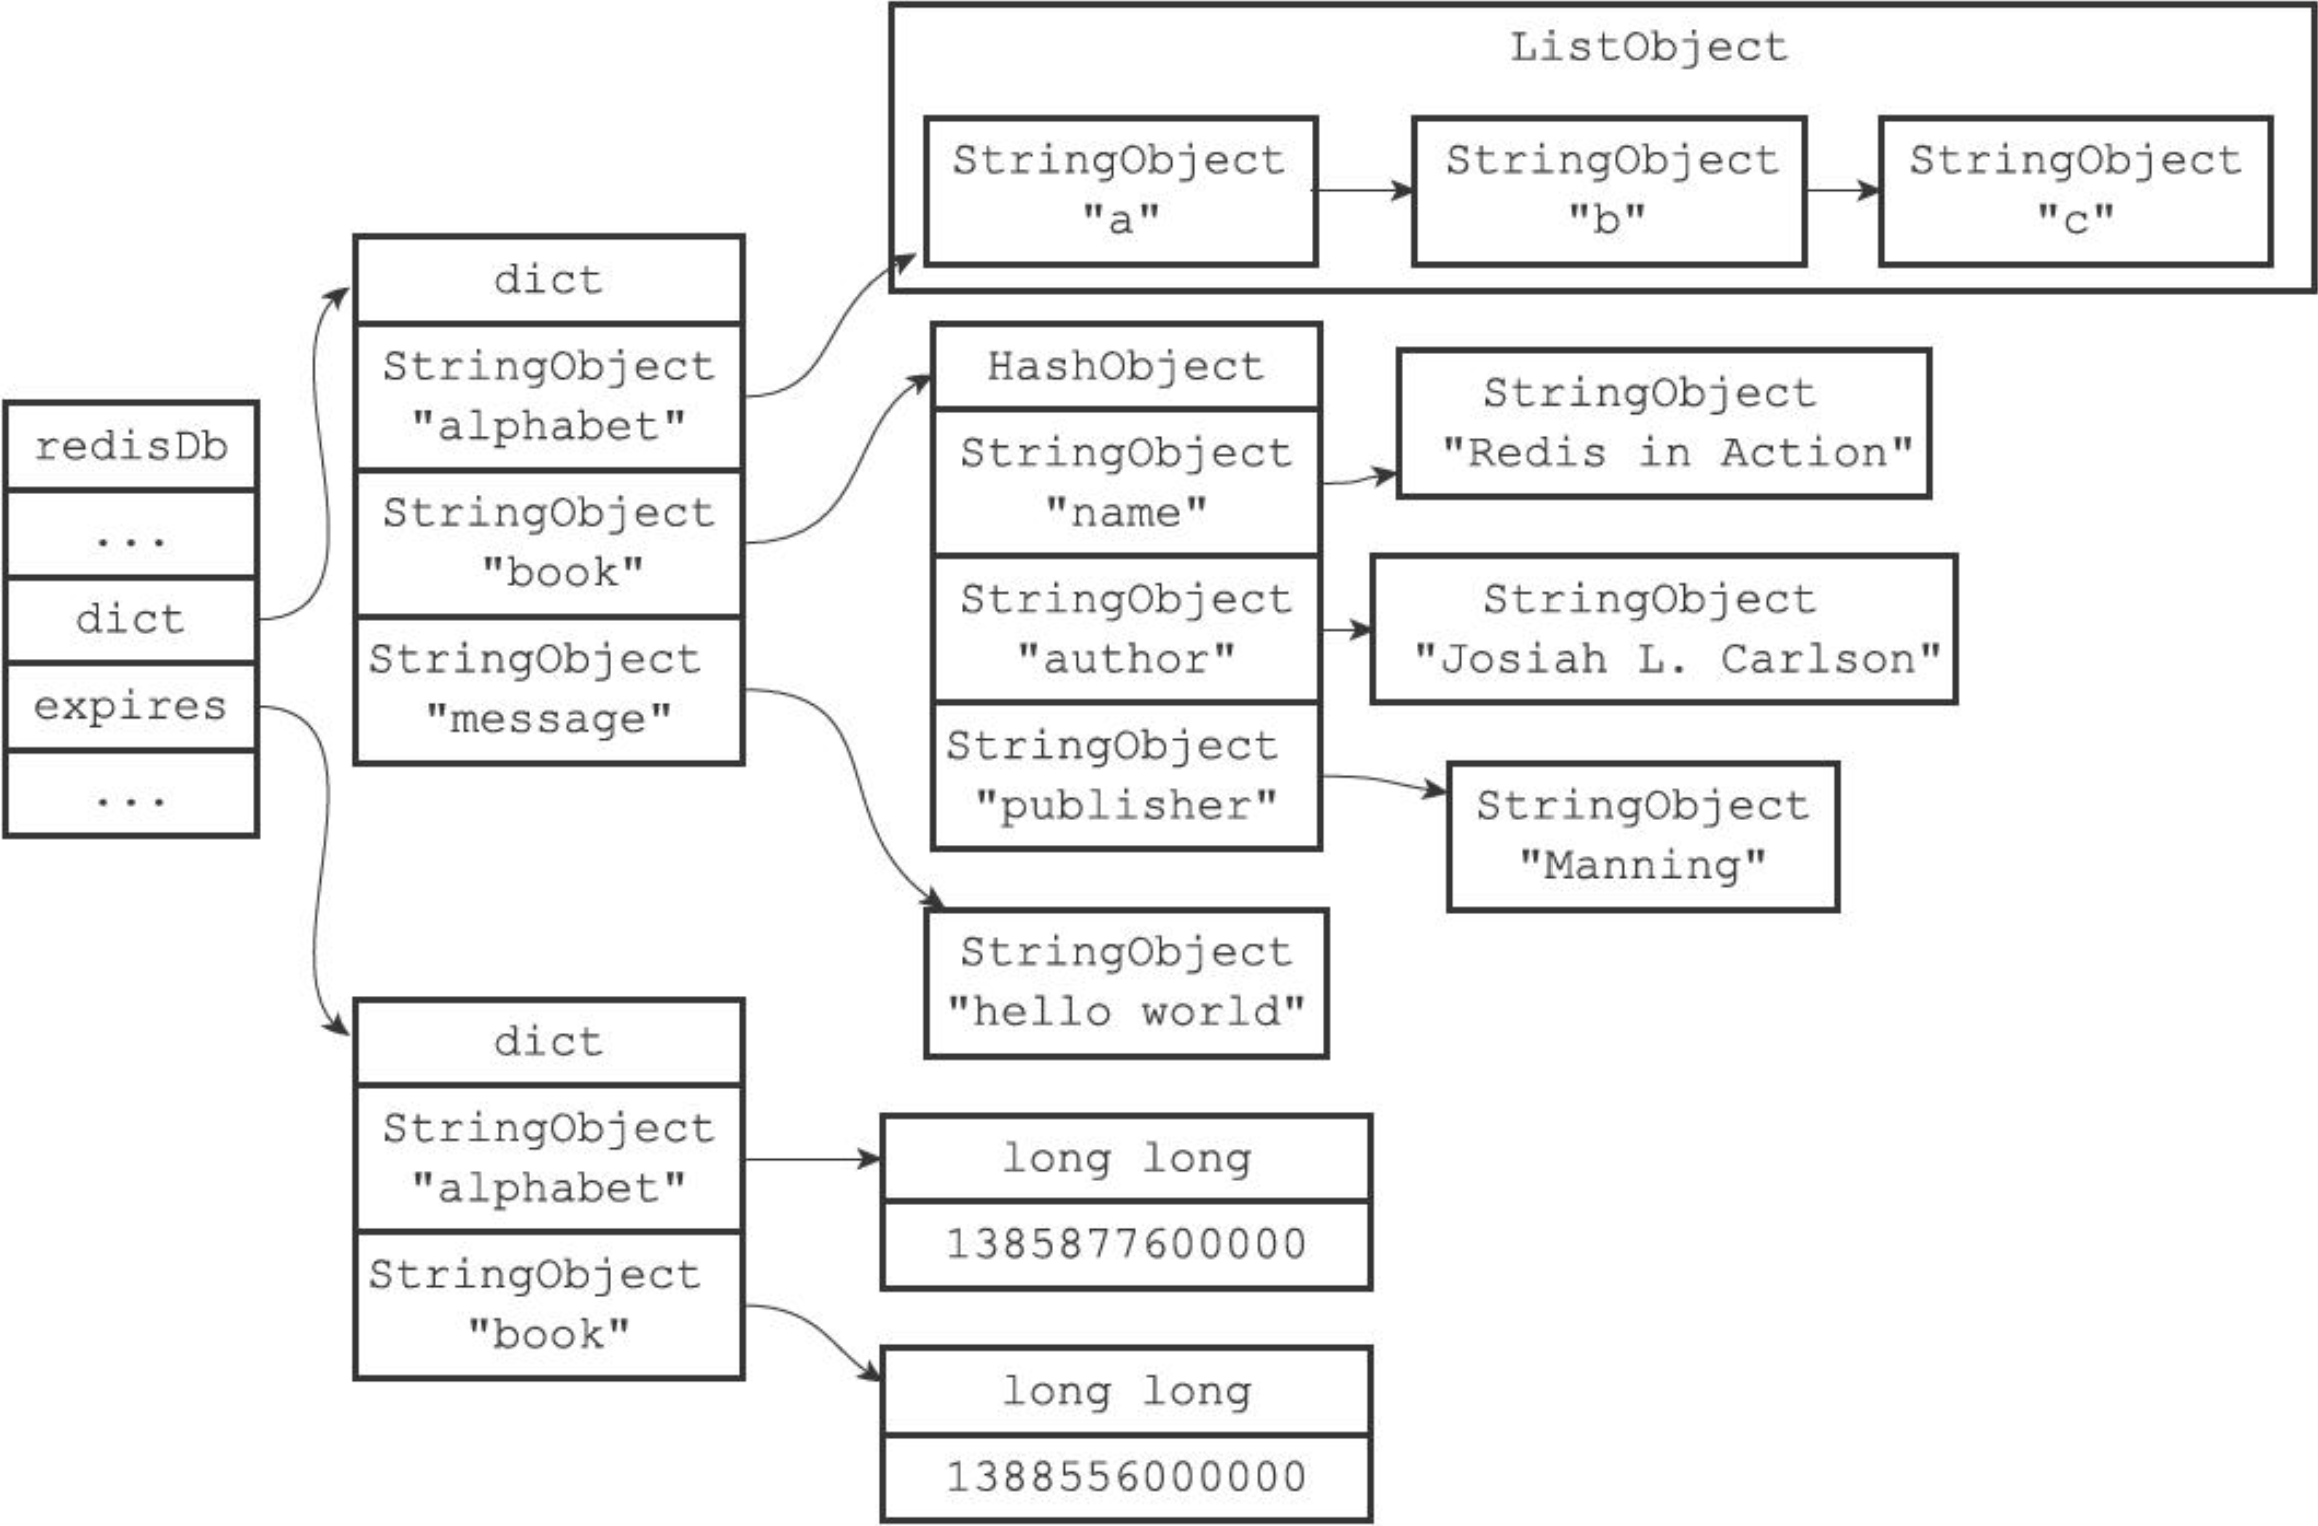 redisDb
...
dict
expires
...
dict
StringObject
"alphabet"
StringObject
"book"
StringObject
"message"
ListObject
StringObject
"a"
StringObject
"b"
StringObject
"c"
HashObject
StringObject
"name"
StringObject
"author"
StringObject
"publisher"
StringObject
"Redis in Action"
StringObject
"Josiah L. Carlson"
StringObject
"Manning"
StringObject
"hello world"
dict
StringObject
"alphabet"
StringObject
"book"
long long
1385877600000
long long
1388556000000